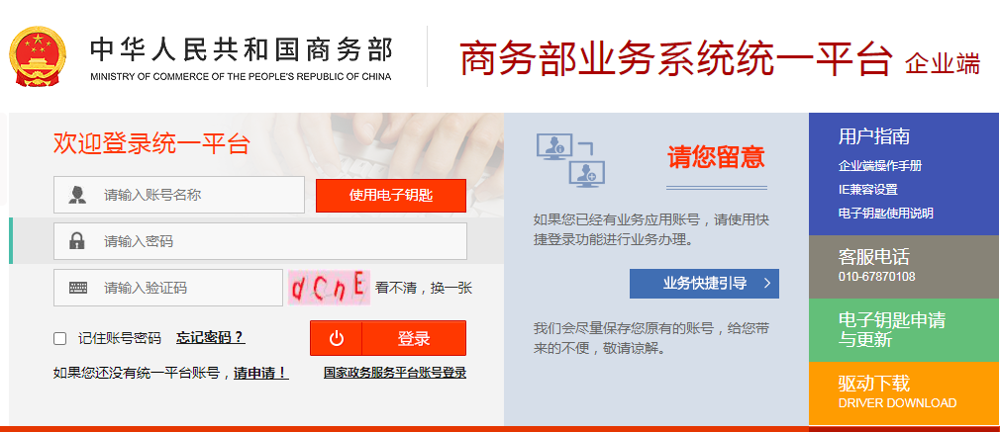 中华人民共和国商务部
MINISTRY OF COMMERCE OF THE PEOPLE'S REPUBLIC OF CHINA
商务部业务系统统一平台 企业端
欢迎登录统一平台
请输入账号名称
使用电子钥匙
请输入密码
请输入验证码
dCnE
看不清，换一张
记住账号密码
忘记密码？
登录
如果您还没有统一平台账号，请申请！
国家政务服务平台账号登录
请您留意
如果您已经有业务应用账号，请使用快
捷登录功能进行业务办理。
业务快捷引导
我们会尽量保存您原有的账号，给您带
来的不便，敬请谅解。
用户指南
企业端操作手册
IE兼容设置
电子钥匙使用说明
客服电话
010-67870108
电子钥匙申请
与更新
驱动下载
DRIVER DOWNLOAD